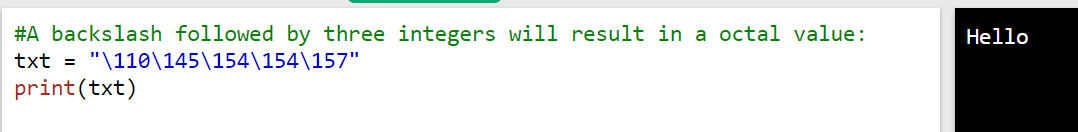 #A backslash followed by three integers will result in a octal value:
txt = "\110\145\154\154\157"
print(txt)
Hello